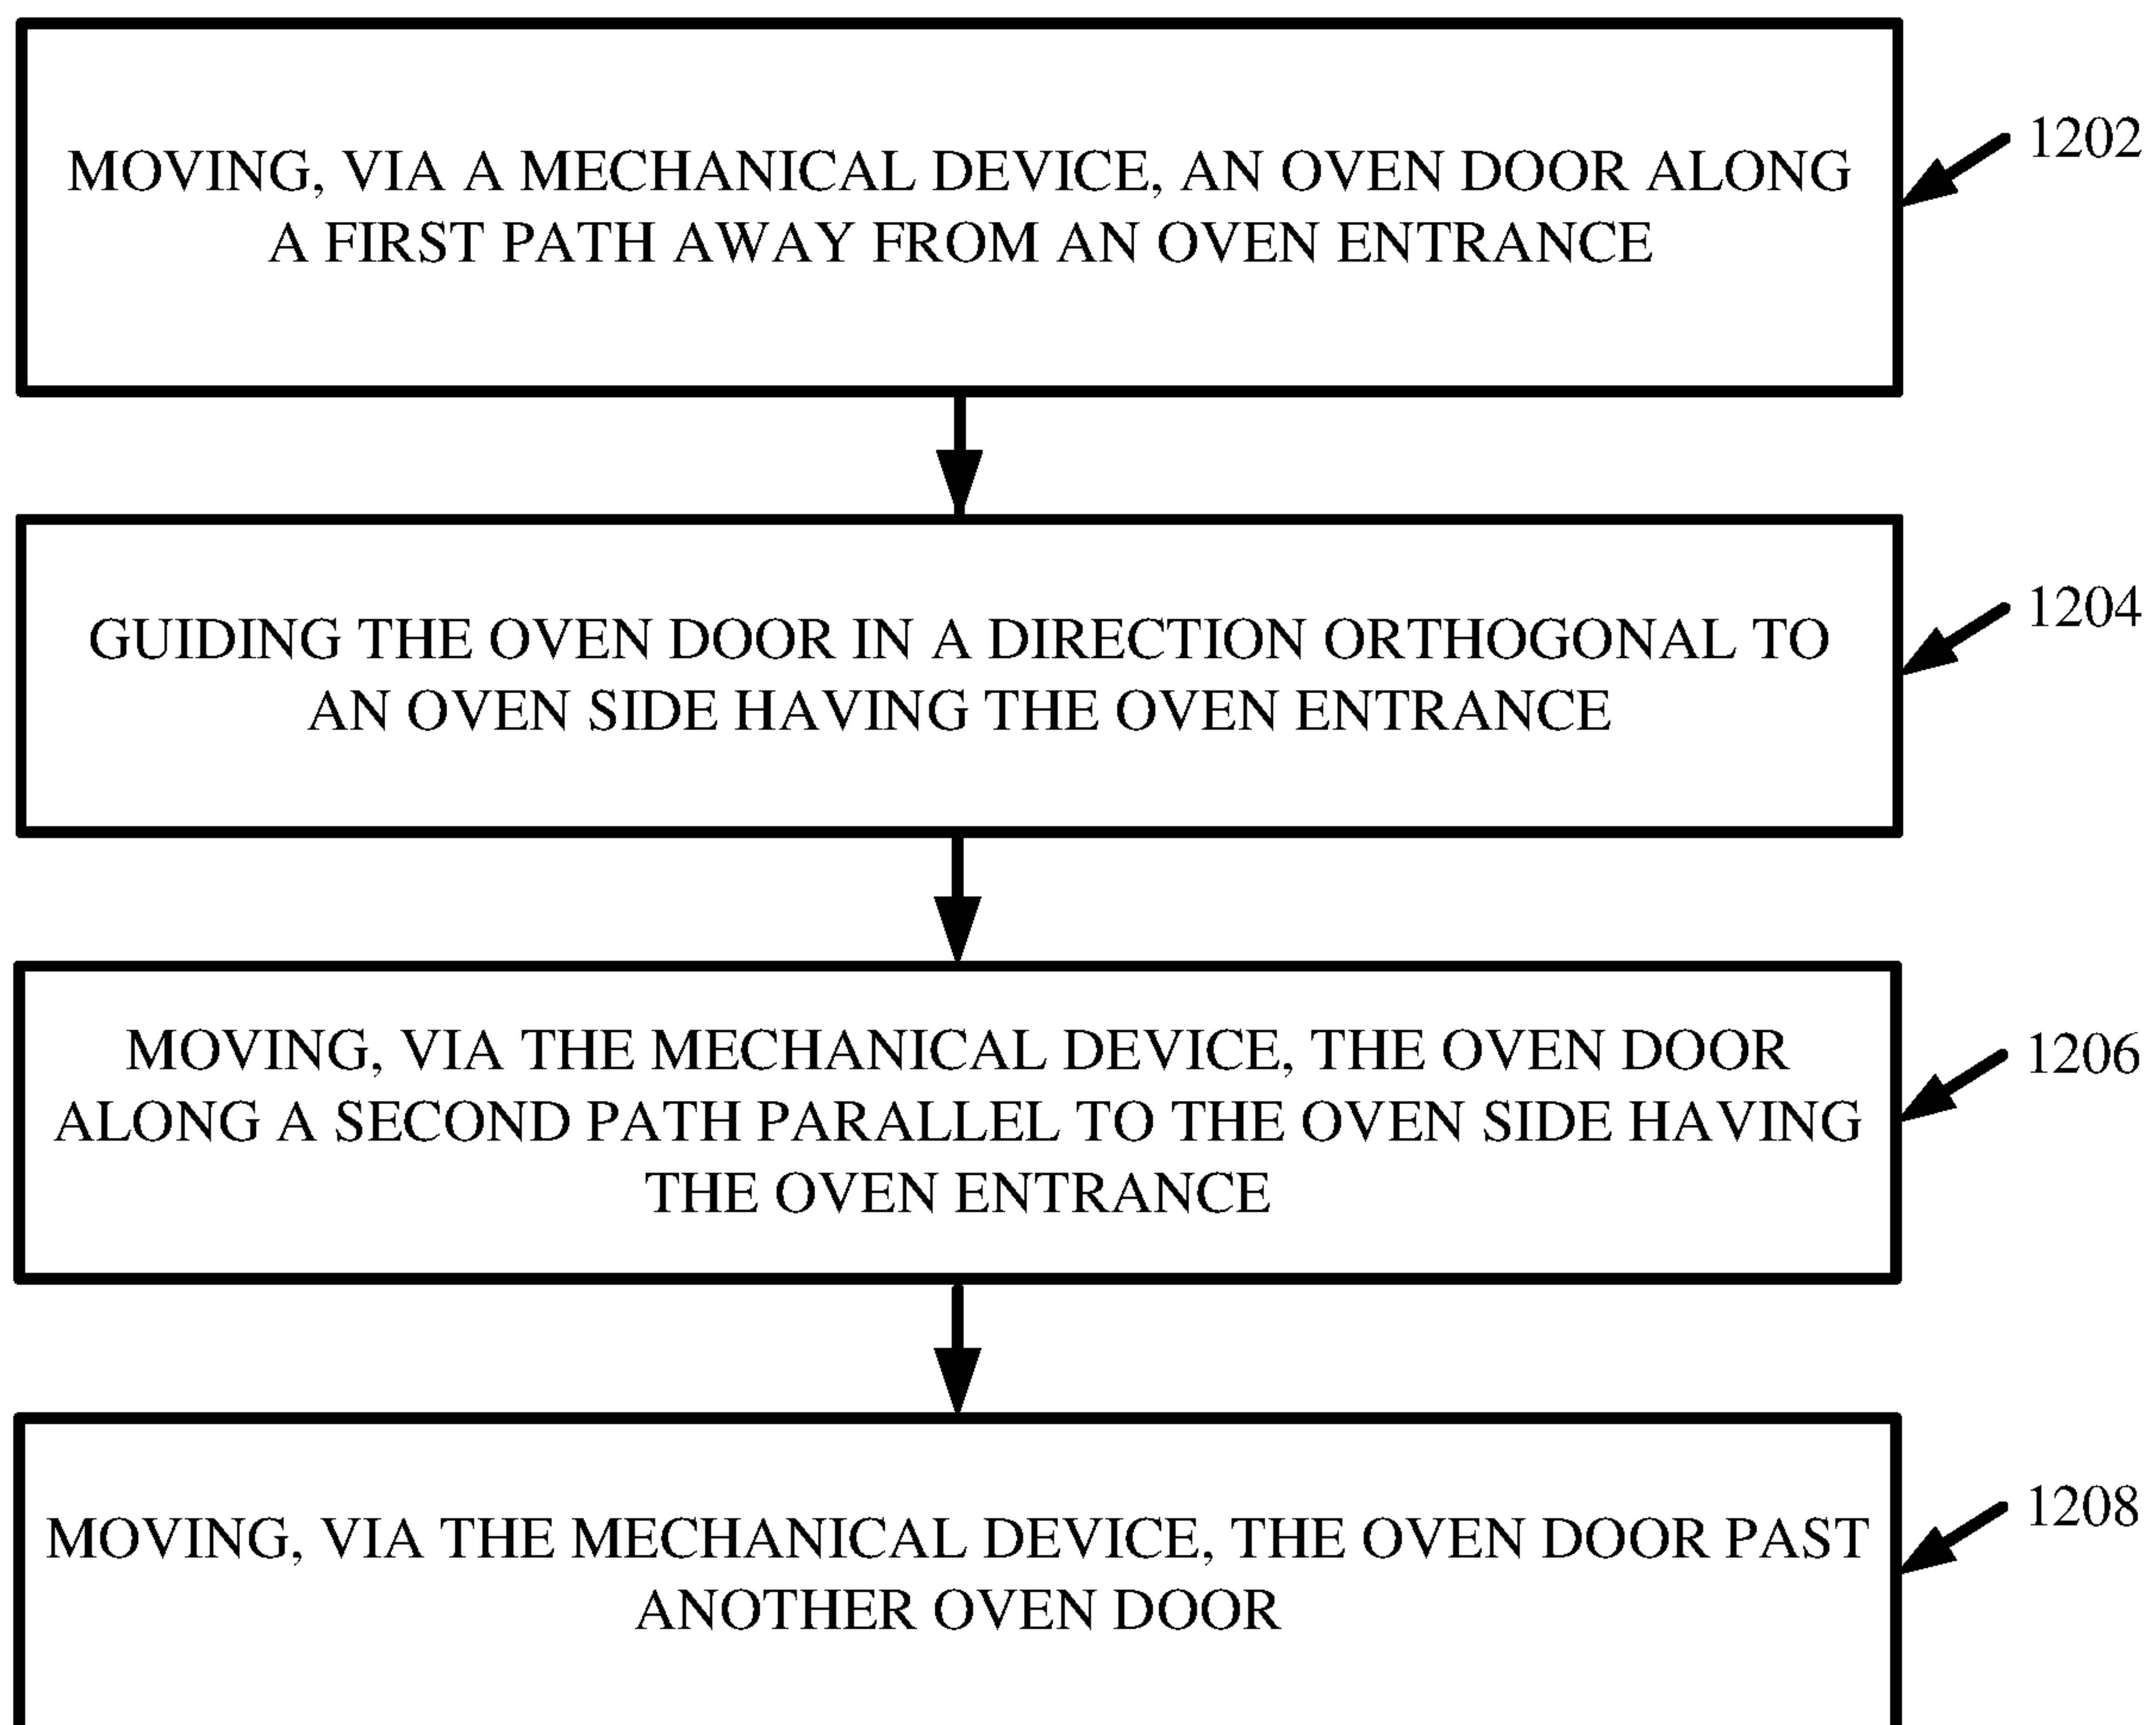 MOVING, VIA A MECHANICAL DEVICE, AN OVEN DOOR ALONG
A FIRST PATH AWAY FROM AN OVEN ENTRANCE
1202
GUIDING THE OVEN DOOR IN A DIRECTION ORTHOGONAL TO
AN OVEN SIDE HAVING THE OVEN ENTRANCE
1204
MOVING, VIA THE MECHANICAL DEVICE, THE OVEN DOOR
ALONG A SECOND PATH PARALLEL TO THE OVEN SIDE HAVING
THE OVEN ENTRANCE
1206
MOVING, VIA THE MECHANICAL DEVICE, THE OVEN DOOR PAST
ANOTHER OVEN DOOR
1208